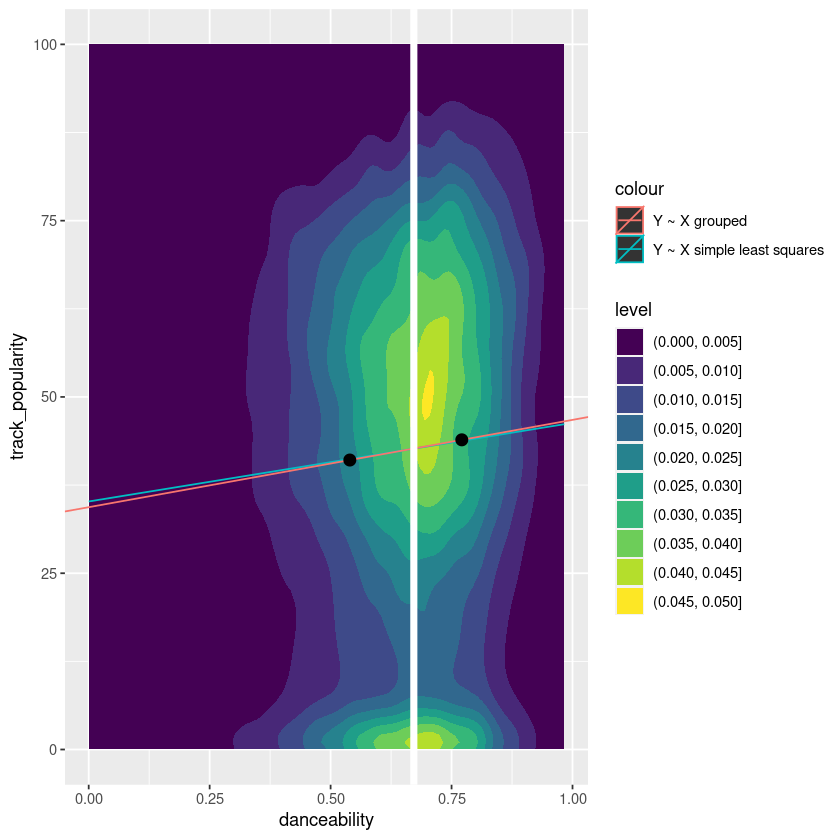 100
75
50
25
0
track_popularity
0.00 0.25 0.50 0.75 1.00
danceability
colour
Y ~ X grouped
Y ~ X simple least squares
level
(0.000, 0.005]
(0.005, 0.010]
(0.010, 0.015]
(0.015, 0.020]
(0.020, 0.025]
(0.025, 0.030]
(0.030, 0.035]
(0.035, 0.040]
(0.040, 0.045]
(0.045, 0.050]